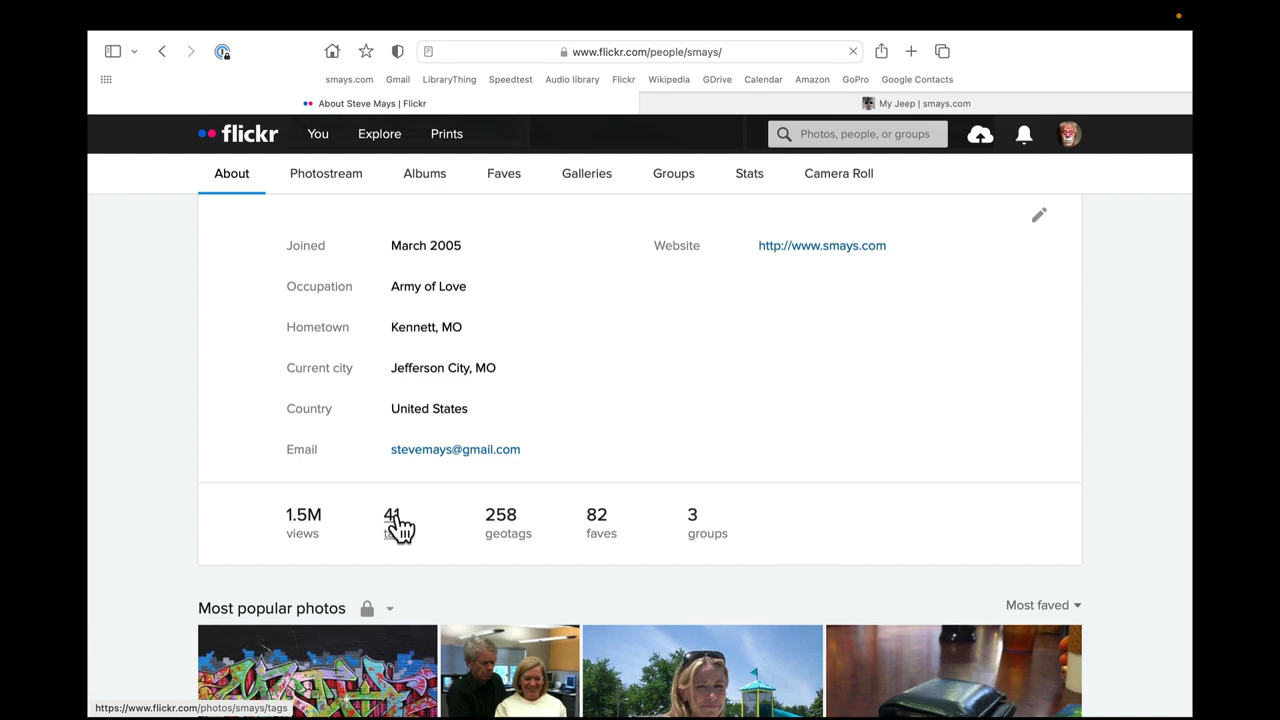 www.flickr.com/people/smays/
smays.com Gmail LibraryThing Speedtest Audio library Flickr Wikipedia GDrive Calendar Amazon GoPro Google Contacts
About Steve Mays | Flickr
My Jeep | smays.com
flickr You Explore Prints Photos, people, or groups
About Photostream Albums Faves Galleries Groups Stats Camera Roll
Joined March 2005 Website http://www.smays.com
Occupation Army of Love
Hometown Kennett, MO
Current city Jefferson City, MO
Country United States
Email stevemays@gmail.com
1.5M 41 258 82 3
views geotags faves groups
Most popular photos Most faved
https://www.flickr.com/photos/smays/tags